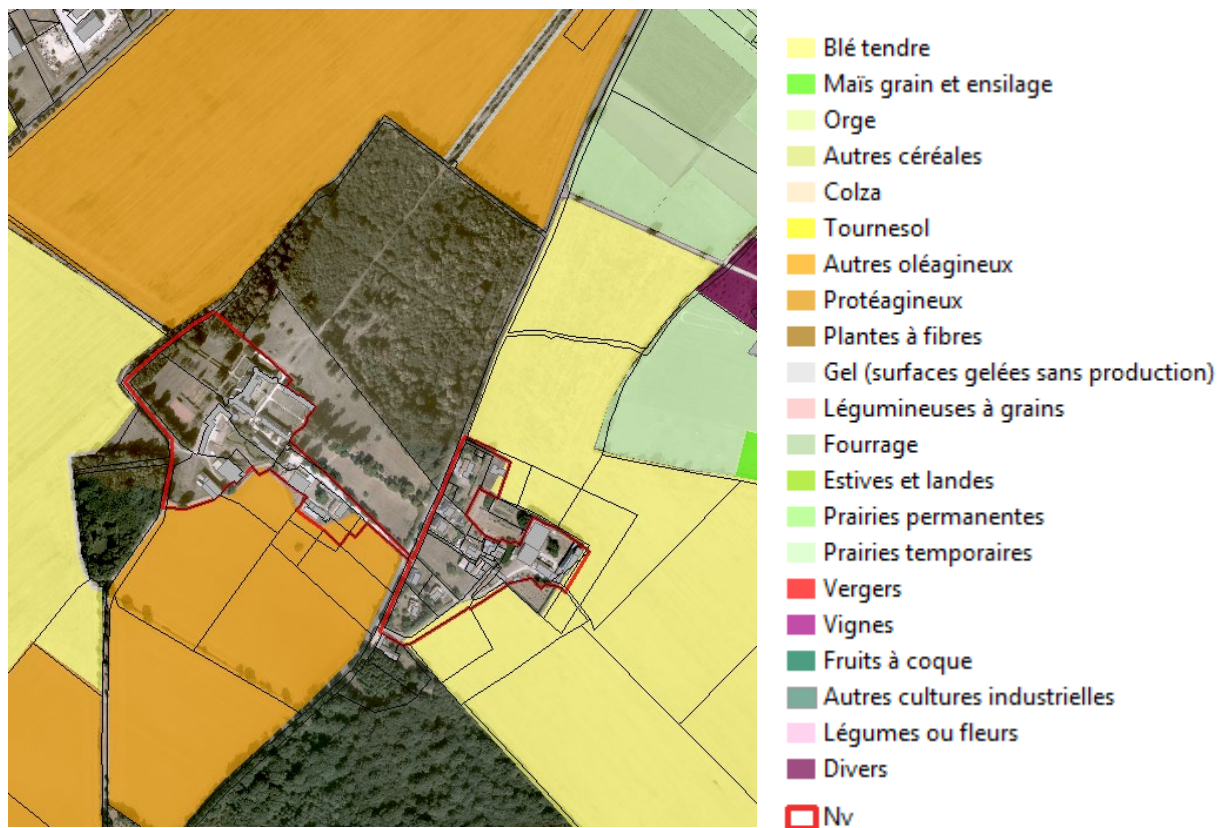 Blé tendre
Maïs grain et ensilage
Orge
Autres céréales
Colza
Tournesol
Autres oléagineux
Protéagineux
Plantes à fibres
Gel (surfaces gelées sans production)
Légumineuses à grains
Fourrage
Estives et landes
Prairies permanentes
Prairies temporaires
Vergers
Vignes
Fruits à coque
Autres cultures industrielles
Légumes ou fleurs
Divers
Nv